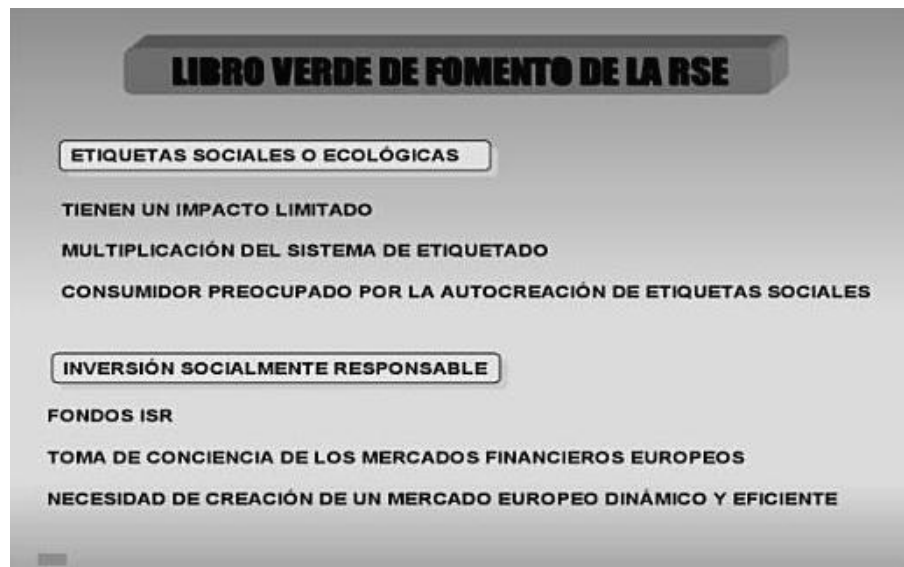 LIBRO VERDE DE FOMENTO DE LA RSE
ETIQUETAS SOCIALES O ECOLÓGICAS
TIENEN UN IMPACTO LIMITADO
MULTIPLICACIÓN DEL SISTEMA DE ETIQUETADO
CONSUMIDOR PREOCUPADO POR LA AUTOCREACIÓN DE ETIQUETAS SOCIALES
INVERSIÓN SOCIALMENTE RESPONSABLE
FONDOS ISR
TOMA DE CONCIENCIA DE LOS MERCADOS FINANCIEROS EUROPEOS
NECESIDAD DE CREACIÓN DE UN MERCADO EUROPEO DINÁMICO Y EFICIENTE